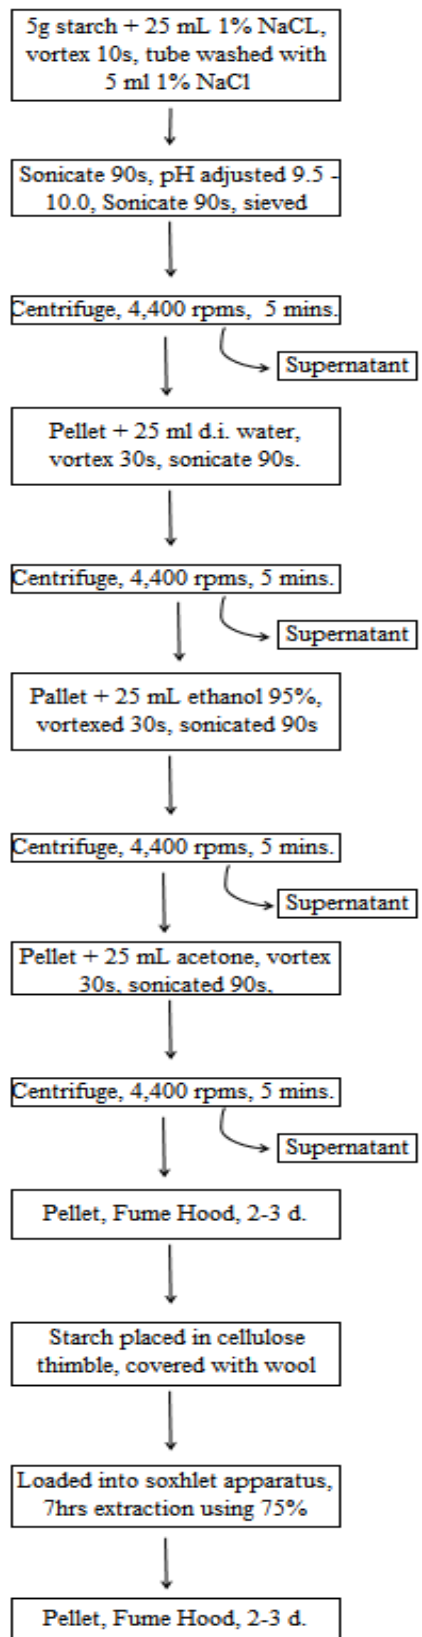 5g starch + 25 mL 1% NaCL,
vortex 10s, tube washed with
5 ml 1% NaCl
Sonicate 90s, pH adjusted 9.5 -
10.0, Sonicate 90s, sieved
Centrifuge, 4,400 rpms, 5 mins.
Supernatant
Pellet + 25 ml d.i. water,
vortex 30s, sonicate 90s.
Centrifuge, 4,400 rpms, 5 mins.
Supernatant
Pallet + 25 mL ethanol 95%,
vortexed 30s, sonicated 90s
Centrifuge, 4,400 rpms, 5 mins.
Supernatant
Pellet + 25 mL acetone, vortex
30s, sonicated 90s,
Centrifuge, 4,400 rpms, 5 mins.
Supernatant
Pellet, Fume Hood, 2-3 d.
Starch placed in cellulose
thimble, covered with wool
Loaded into soxhlet apparatus,
7hrs extraction using 75%
Pellet, Fume Hood, 2-3 d.